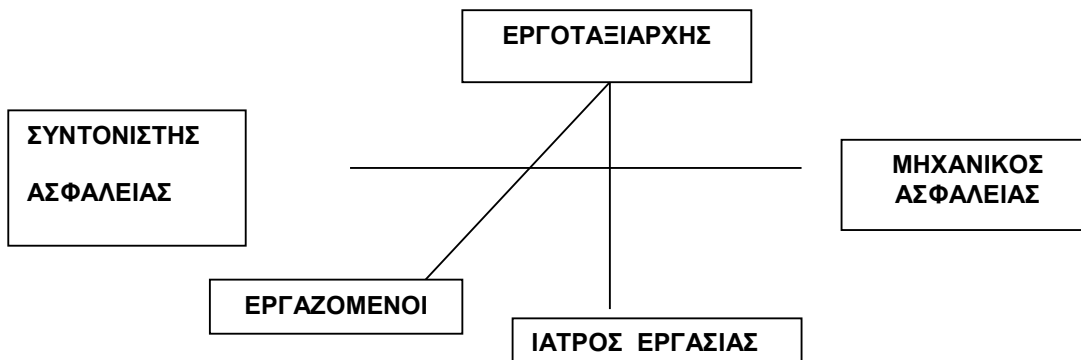 ΕΡΓΟΤΑΞΙΑΡΧΗΣ
ΣΥΝΤΟΝΙΣΤΗΣ
ΑΣΦΑΛΕΙΑΣ
ΜΗΧΑΝΙΚΟΣ
ΑΣΦΑΛΕΙΑΣ
ΕΡΓΑΖΟΜΕΝΟΙ
ΙΑΤΡΟΣ ΕΡΓΑΣΙΑΣ